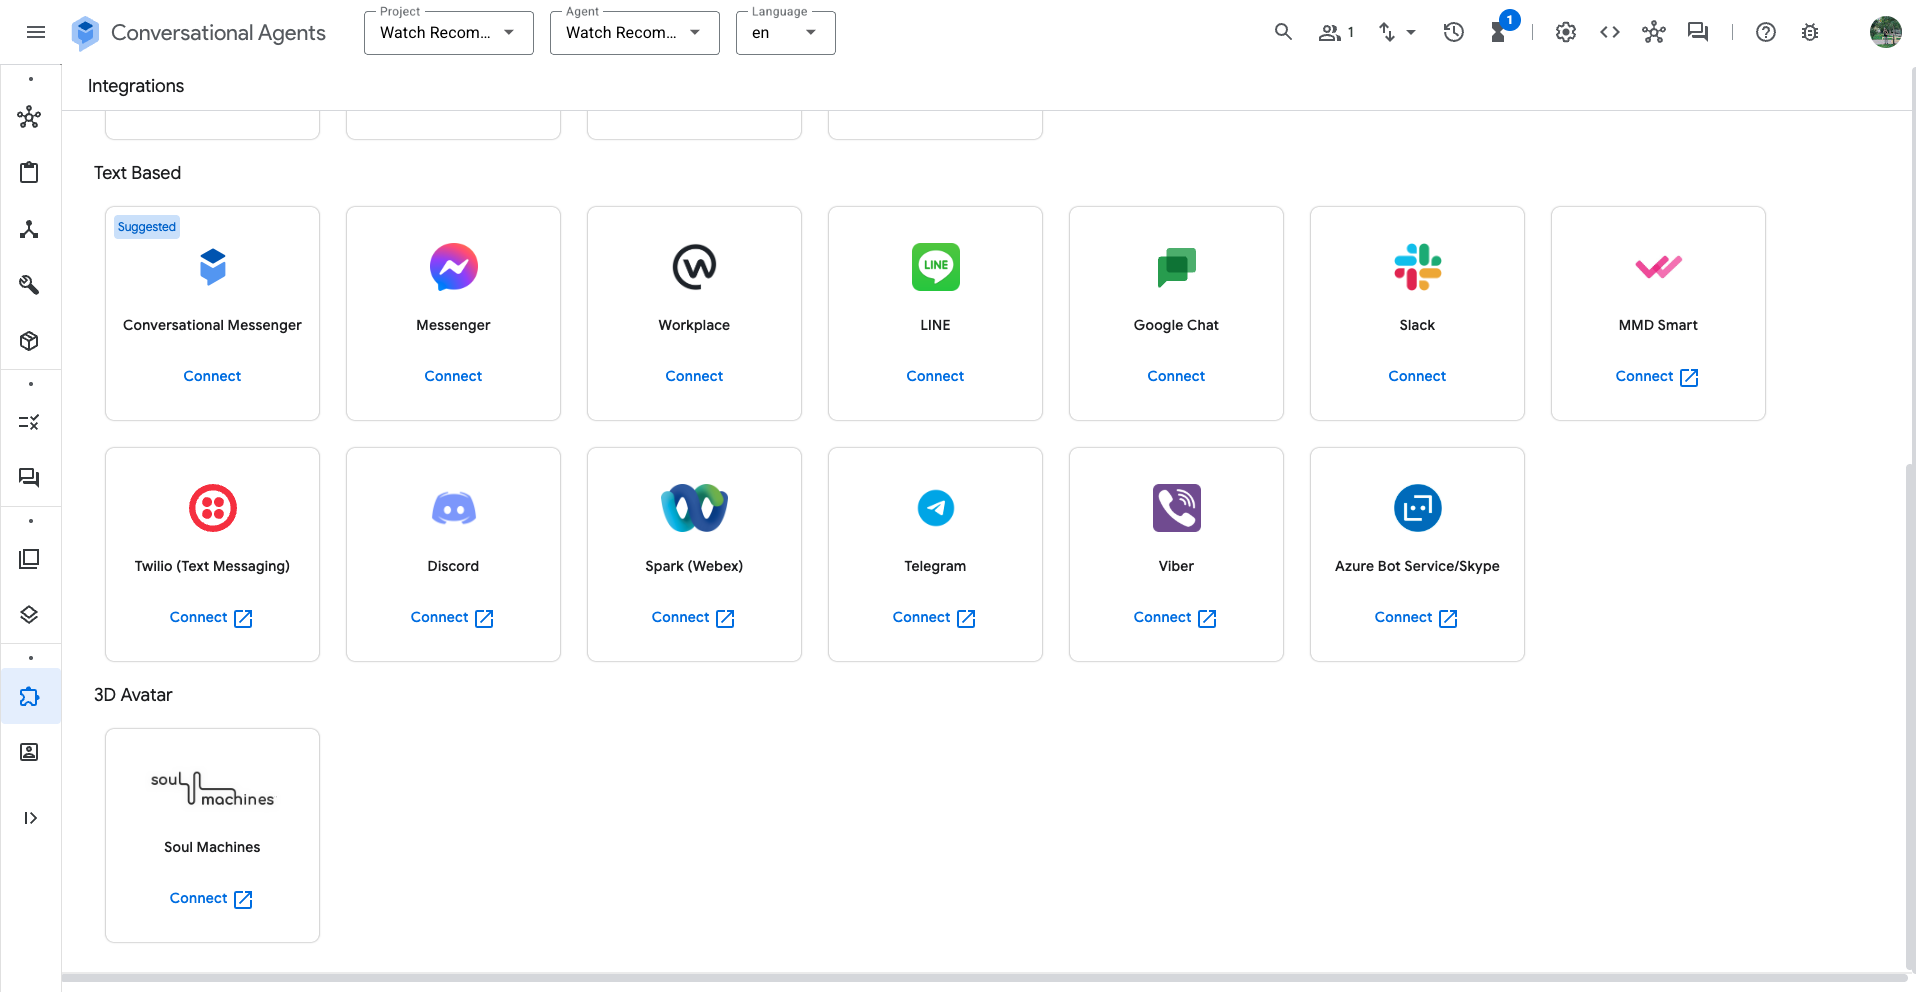 Conversational Agents
Project
Watch Recom...
Agent
Watch Recom...
Language
en
1
1
Integrations
Text Based
Suggested
Conversational Messenger
Connect
Messenger
Connect
Workplace
Connect
LINE
LINE
Connect
Google Chat
Connect
Slack
Connect
MMD Smart
Connect
Twilio (Text Messaging)
Connect
Discord
Connect
Spark (Webex)
Connect
Telegram
Connect
Viber
Connect
Azure Bot Service/Skype
Connect
3D Avatar
soul
machines
Soul Machines
Connect